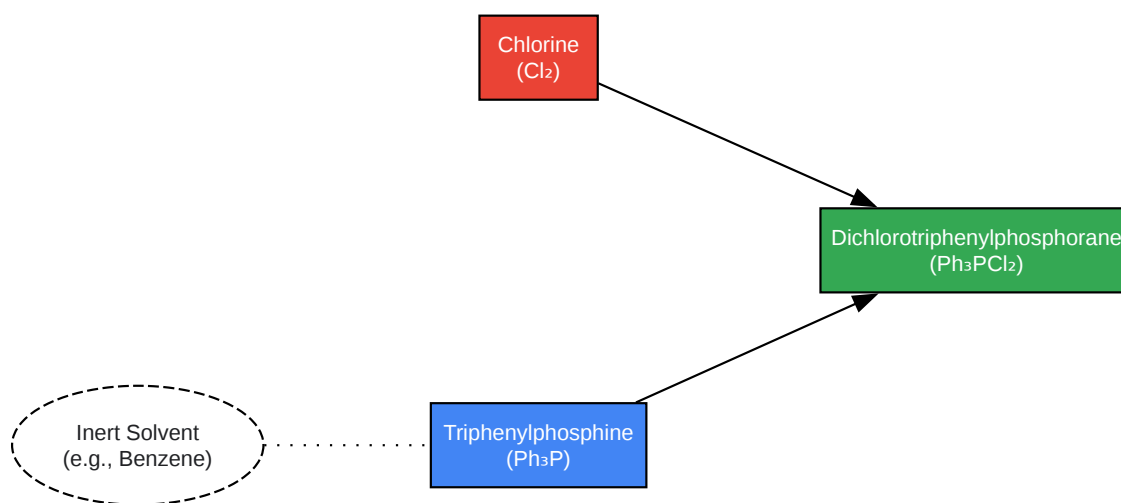 Chlorine
(Cl₂)
Dichlorotriphenylphosphorane
(Ph₃PCl₂)
Inert Solvent
(e.g., Benzene)
Triphenylphosphine
(Ph₃P)